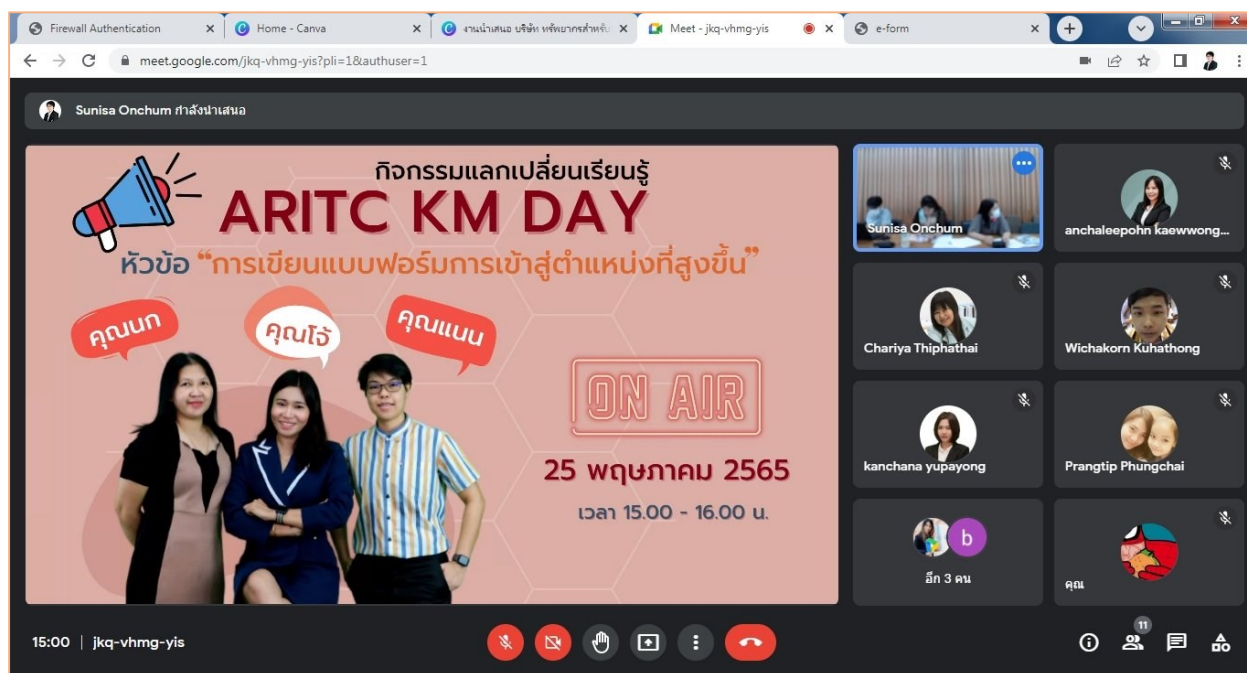 Firewall Authentication
Home - Canva
งานนำเสนอ บริษัท ทรัพยากรสำหรับ
Meet - jkq-vhmg-yis
e-form
meet.google.com/jkq-vhmg-yis?pli=1&authuser=1
Sunisa Onchum กำลังนำเสนอ
กิจกรรมแลกเปลี่ยนเรียนรู้
ARITC KM DAY
หัวข้อ “การเขียนแบบฟอร์มการเข้าสู่ตำแหน่งที่สูงขึ้น”
คุณนก
คุณโจ้
คุณแนน
ON AIR
25 พฤษภาคม 2565
เวลา 15.00 - 16.00 น.
Sunisa Onchum
anchaleepohn kaewwong...
Chariya Thiphathai
Wichakorn Kuhathong
kanchana yupayong
Prangtip Phungchai
b
อีก 3 คน
คุณ
15:00 | jkq-vhmg-yis
11